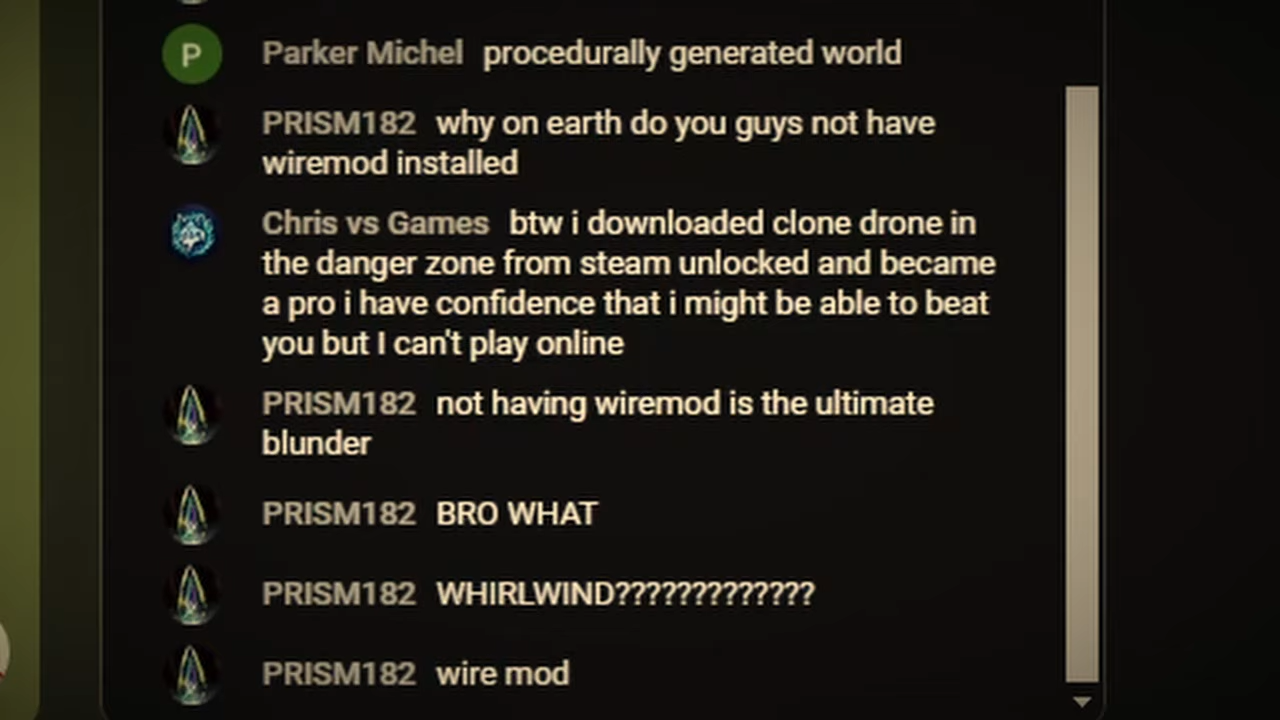 P
Parker Michel procedurally generated world
PRISM182 why on earth do you guys not have
wiremod installed
Chris vs Games btw i downloaded clone drone in
the danger zone from steam unlocked and became
a pro i have confidence that i might be able to beat
you but I can't play online
PRISM182 not having wiremod is the ultimate
blunder
PRISM182 BRO WHAT
PRISM182 WHIRLWIND?????????????
PRISM182 wire mod